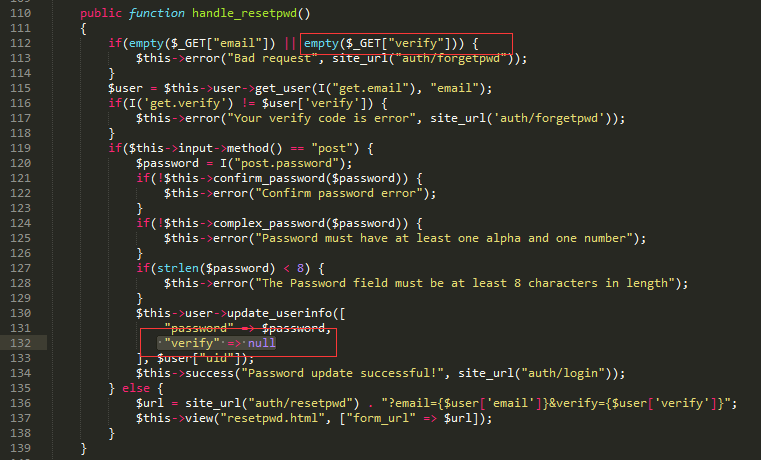 110 public function handle_resetpwd()
111 {
112 if(empty($_GET["email"]) || empty($_GET["verify"])) {
113 $this->error("Bad request", site_url("auth/forgetpwd"));
114 }
115 $user = $this->user->get_user(I("get.email"), "email");
116 if(I('get.verify') != $user['verify']) {
117 $this->error("Your verify code is error", site_url('auth/forgetpwd'));
118 }
119 if($this->input->method() == "post") {
120 $password = I("post.password");
121 if(!$this->confirm_password($password)) {
122 $this->error("Confirm password error");
123 }
124 if(!$this->complex_password($password)) {
125 $this->error("Password must have at least one alpha and one number");
126 }
127 if(strlen($password) < 8) {
128 $this->error("The Password field must be at least 8 characters in length");
129 }
130 $this->user->update_userinfo([
131 "password" => $password,
132 "verify" => null
133 ], $user["uid"]);
134 $this->success("Password update successful!", site_url("auth/login"));
135 } else {
136 $url = site_url("auth/resetpwd") . "?email={$user['email']}&verify={$user['verify']}";
137 $this->view("resetpwd.html", ["form_url" => $url]);
138 }
139 }